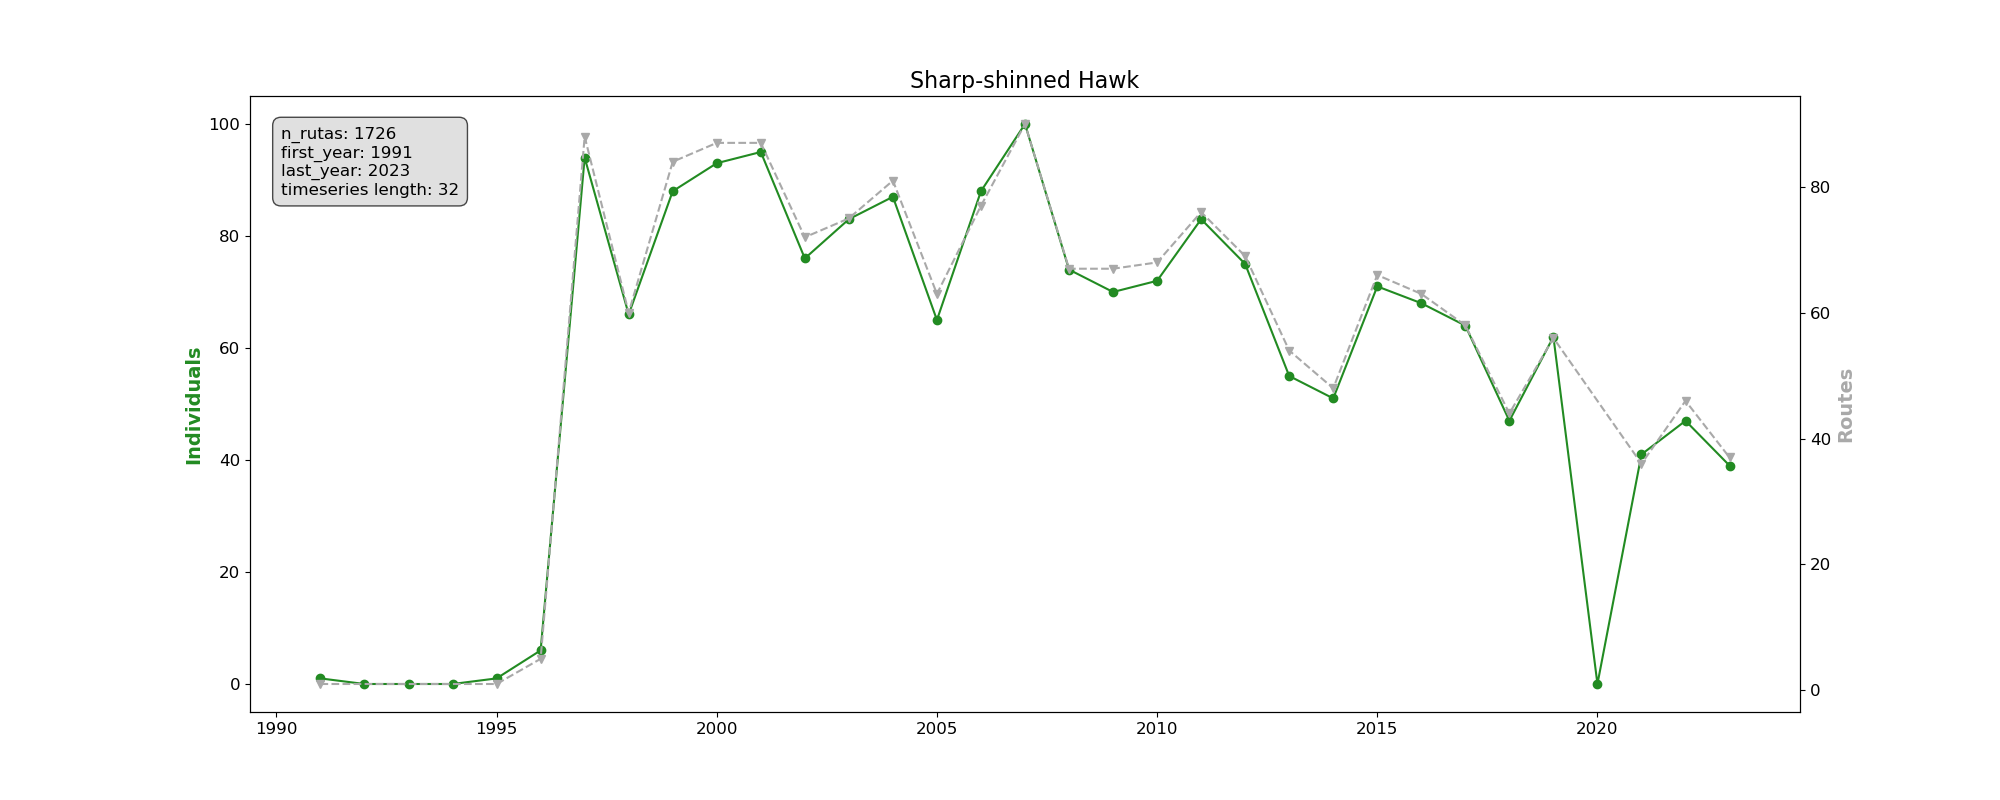 Sharp-shinned Hawk
n_rutas: 1726
first_year: 1991
last_year: 2023
timeseries length: 32
100
80
60
40
20
0
Individuals
80
60
40
20
0
Routes
1990 1995 2000 2005 2010 2015 2020